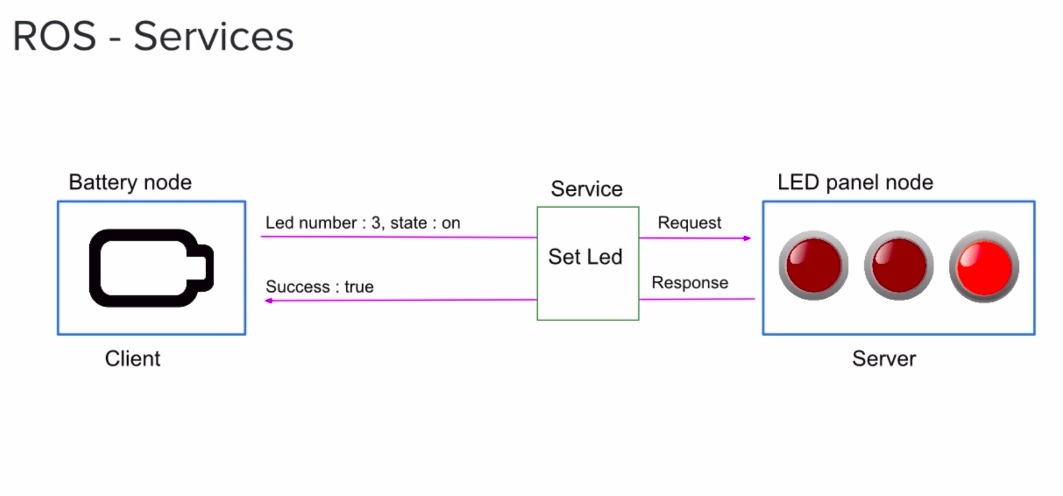 ROS - Services
Battery node
Service
LED panel node
Led number : 3, state : on
Request
Set Led
Success : true
Response
Client
Server